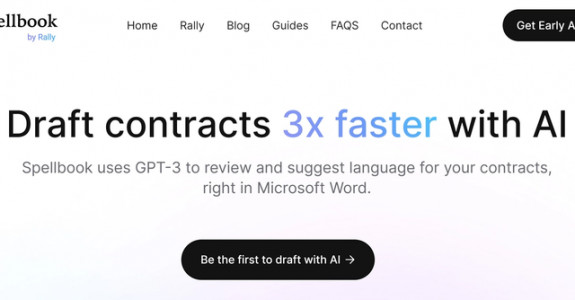 ellbook
by Rally
Home Rally Blog Guides FAQS Contact
Get Early A
Draft contracts 3x faster with AI
Spellbook uses GPT-3 to review and suggest language for your contracts,
right in Microsoft Word.
Be the first to draft with AI →